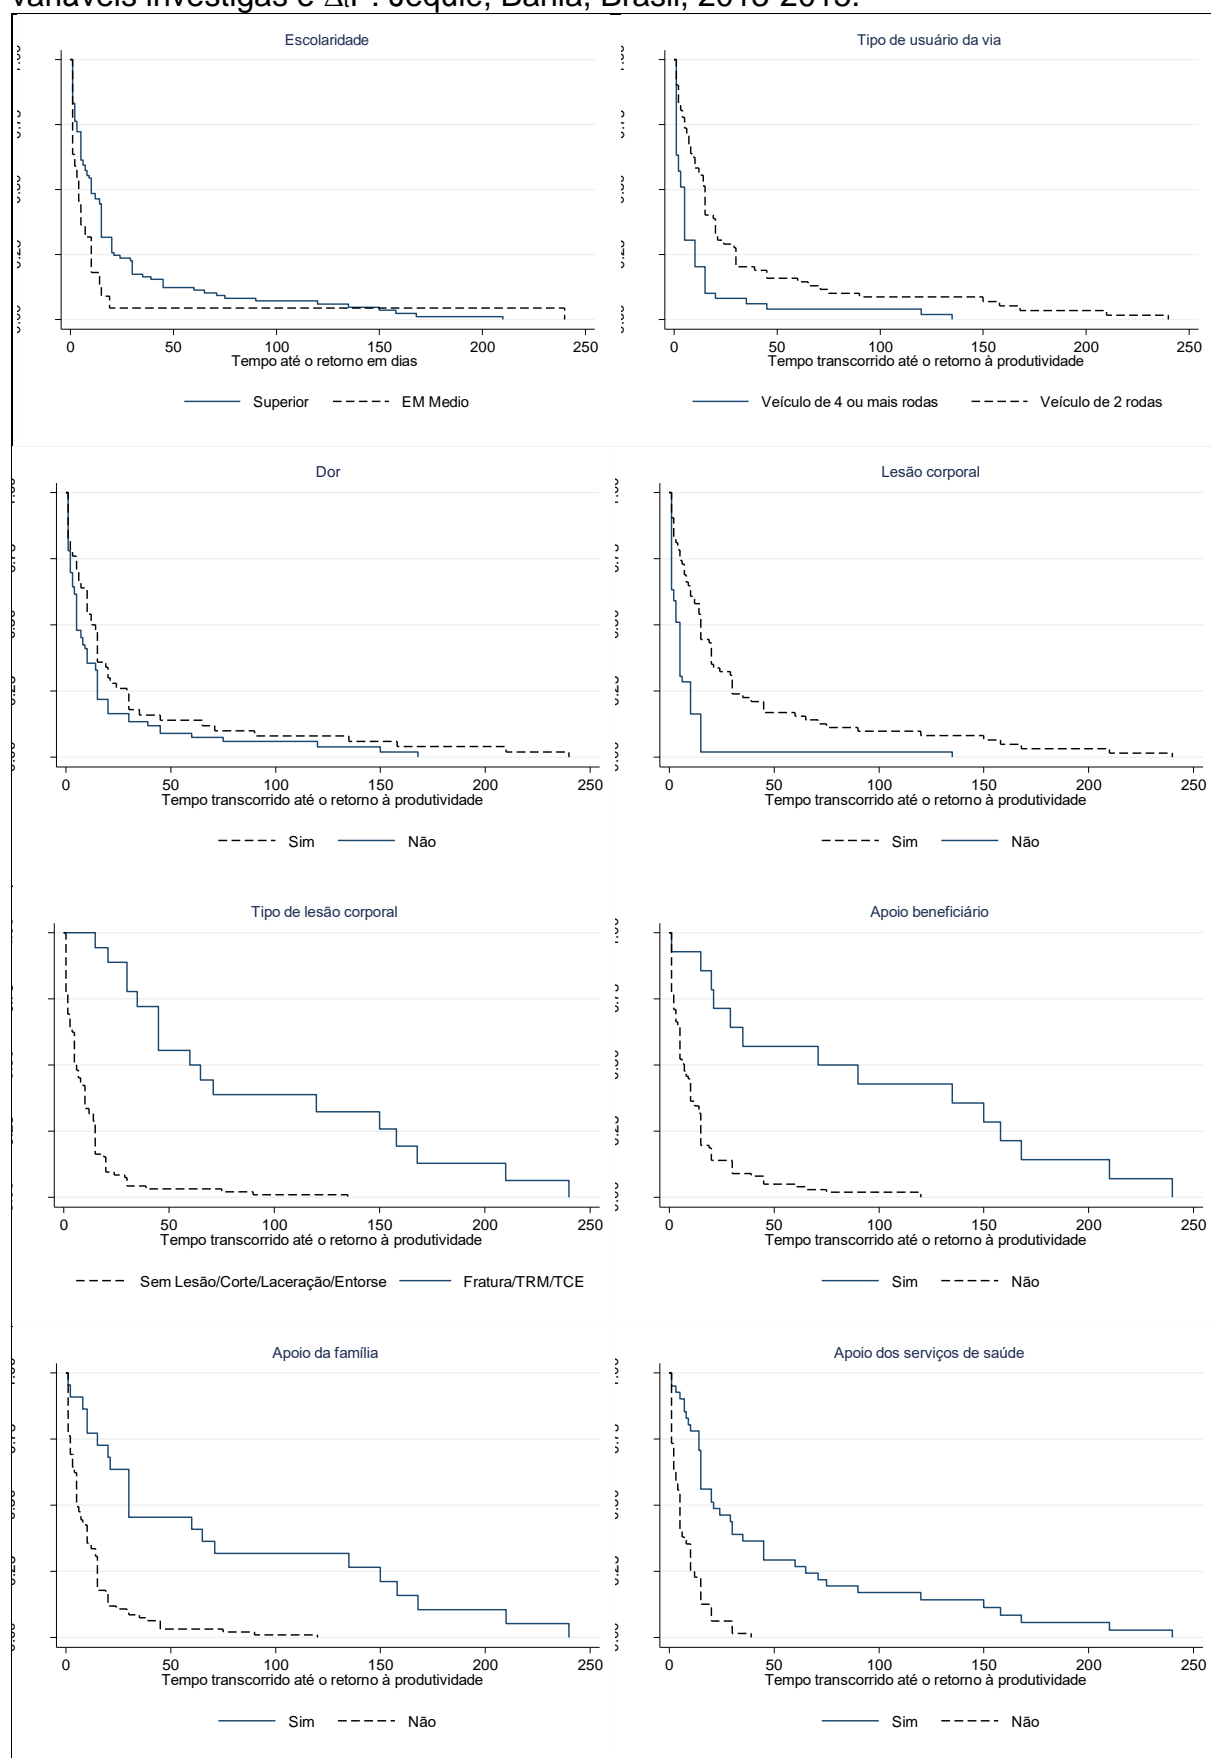 variáveis investigas e ΔtP. Jequié, Bahia, Brasil,
Escolaridade
0 50 100 150 200 250
Tempo até o retorno em dias
Superior EM Medio
Tipo de usuário da via
0 50 100 150 200 250
Tempo transcorrido até o retorno à produtividade
Veículo de 4 ou mais rodas Veículo de 2 rodas
Dor
0 50 100 150 200 250
Tempo transcorrido até o retorno à produtividade
Sim Não
Lesão corporal
0 50 100 150 200 250
Tempo transcorrido até o retorno à produtividade
Sim Não
Tipo de lesão corporal
0 50 100 150 200 250
Tempo transcorrido até o retorno à produtividade
Sem Lesão/Corte/Laceração/Entorse Fratura/TRM/TCE
Apoio beneficiário
0 50 100 150 200 250
Tempo transcorrido até o retorno à produtividade
Sim Não
Apoio da família
0 50 100 150 200 250
Tempo transcorrido até o retorno à produtividade
Sim Não
Apoio dos serviços de saúde
0 50 100 150 200 250
Tempo transcorrido até o retorno à produtividade
Sim Não